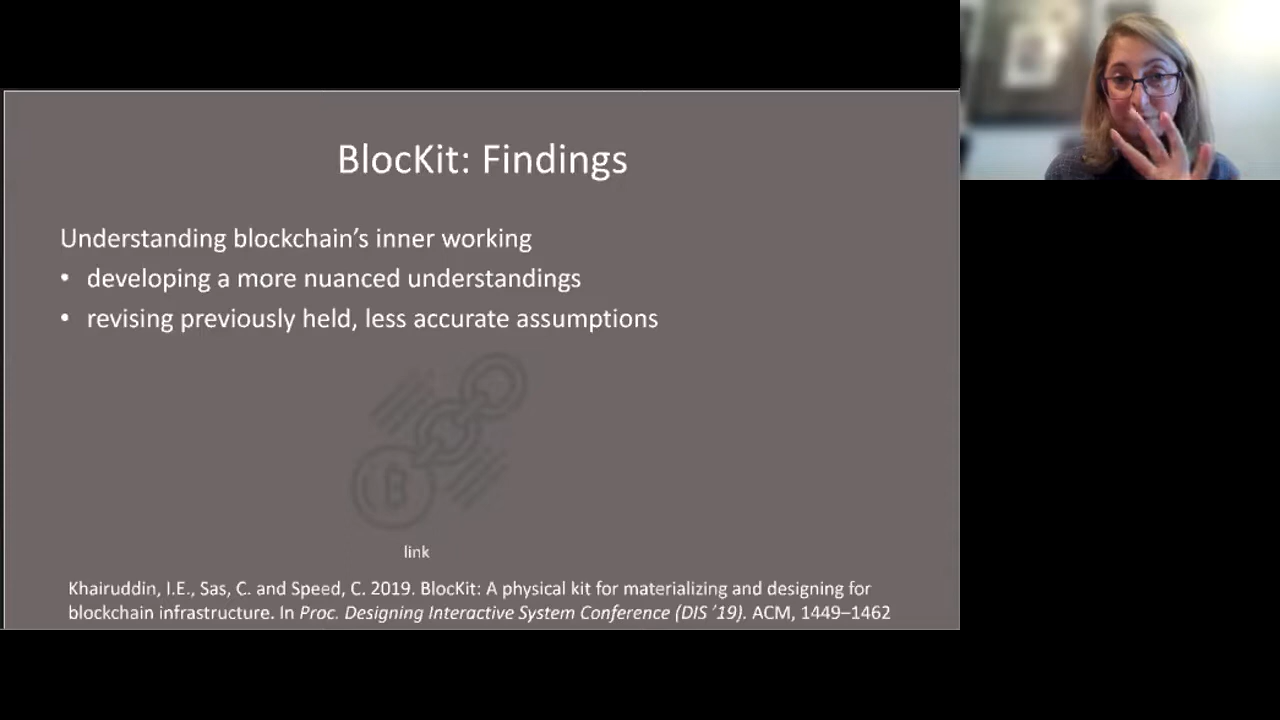 BlocKit: Findings
Understanding blockchain's inner working
• developing a more nuanced understandings
• revising previously held, less accurate assumptions
link
Khairuddin, I.E., Sas, C. and Speed, C. 2019. BlocKit: A physical kit for materializing and designing for
blockchain infrastructure. In Proc. Designing Interactive System Conference (DIS ’19). ACM, 1449–1462